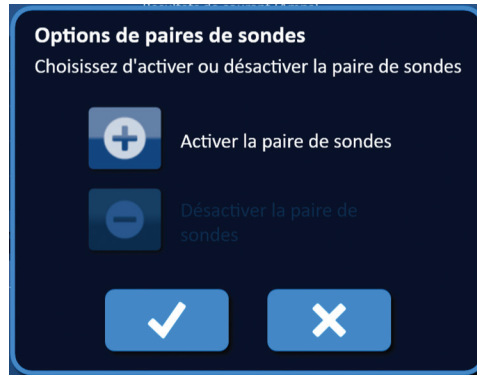 Options de paires de sondes
Choisissez d'activer ou désactiver la paire de sondes
Activer la paire de sondes
Désactiver la paire de
sondes